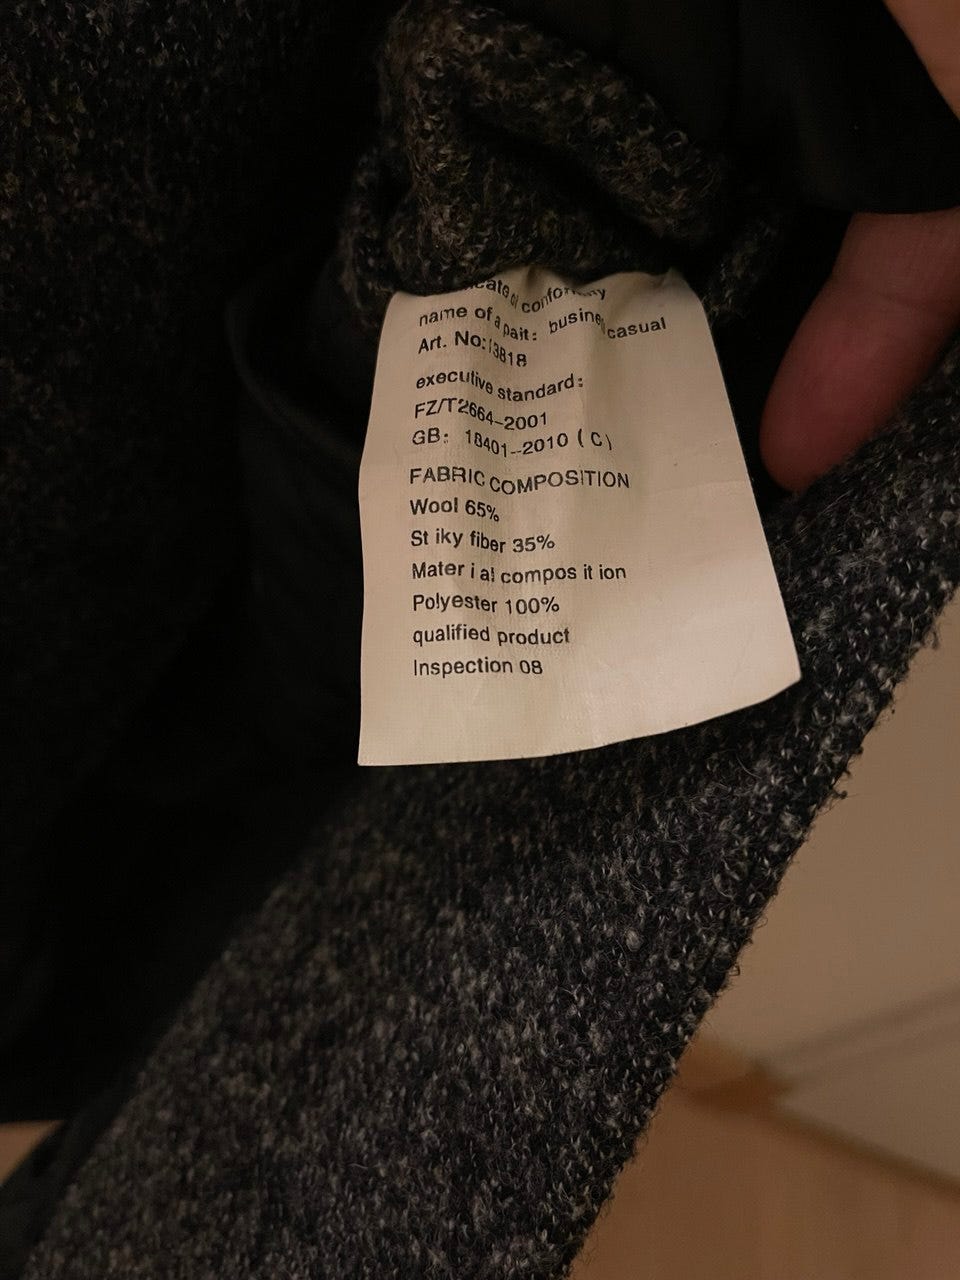 conformity
name of a pait: busine casual
Art. No: 13818
executive standard:
FZ/T2664-2001
GB: 18401--2010 ( C )
FABRIC COMPOSITION
Wool 65%
St iky fiber 35%
Mater i al compos it ion
Polyester 100%
qualified product
Inspection 08